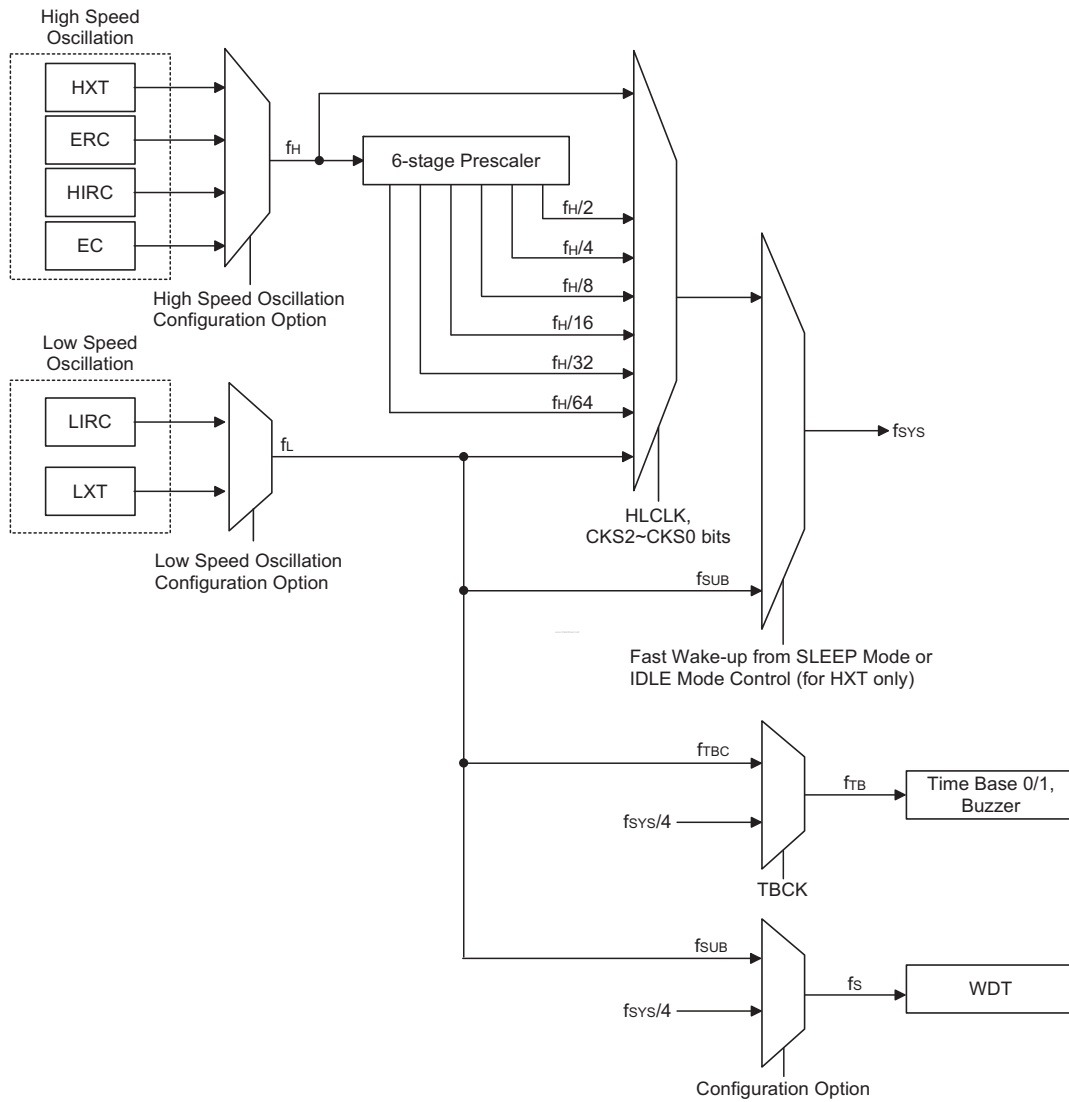 High Speed
Oscillation
HXT
ERC
HIRC
EC
fH
6-stage Prescaler
fH/2
fH/4
fH/8
fH/16
fH/32
fH/64
High Speed Oscillation
Configuration Option
Low Speed
Oscillation
LIRC
LXT
fL
Low Speed Oscillation
Configuration Option
HLCLK,
CKS2~CKS0 bits
fSYS
fSUB
Fast Wake-up from SLEEP Mode or
IDLE Mode Control (for HXT only)
fTBC
fSYS/4
TBCK
fTB
Time Base 0/1,
Buzzer
fSUB
fSYS/4
Configuration Option
fS
WDT